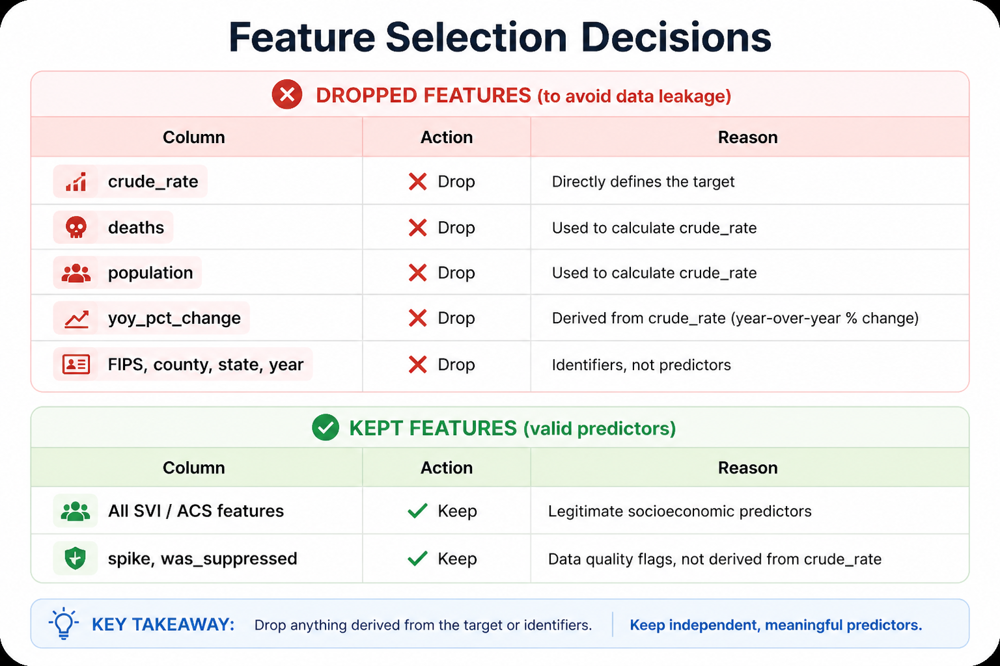 Feature Selection Decisions
DROPPED FEATURES (to avoid data leakage)
Column Action Reason
crude_rate Drop Directly defines the target
deaths Drop Used to calculate crude_rate
population Drop Used to calculate crude_rate
yoy_pct_change Drop Derived from crude_rate (year-over-year % change)
FIPS, county, state, year Drop Identifiers, not predictors
KEPT FEATURES (valid predictors)
Column Action Reason
All SVI / ACS features Keep Legitimate socioeconomic predictors
spike, was_suppressed Keep Data quality flags, not derived from crude_rate
KEY TAKEAWAY: Drop anything derived from the target or identifiers. Keep independent, meaningful predictors.